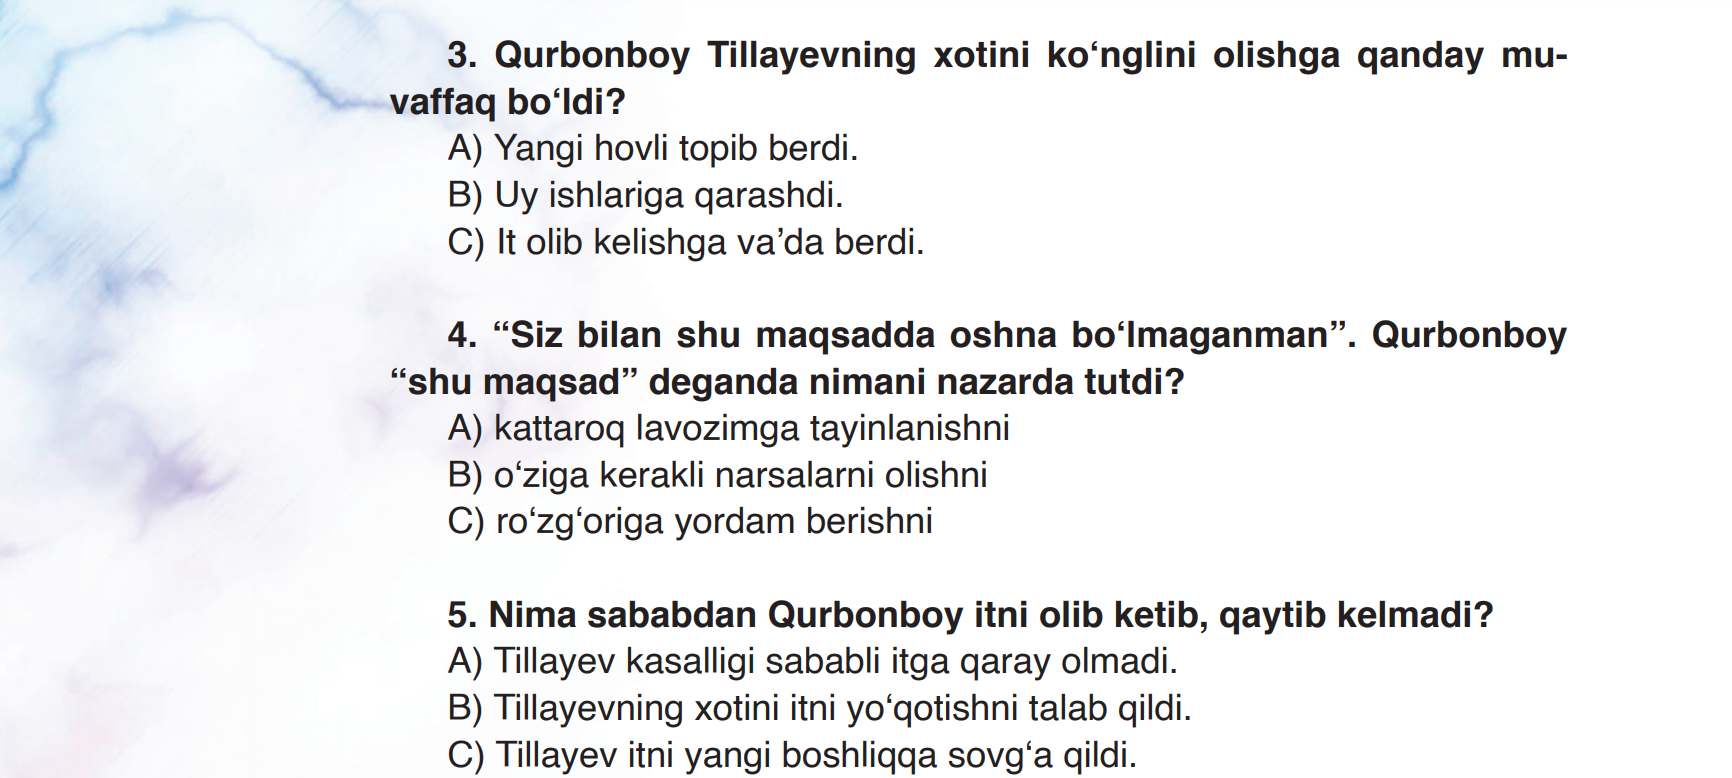 3. Qurbonboy Tillayevning xotini ko‘nglini olishga qanday mu-
vaffaq bo‘ldi?
A) Yangi hovli topib berdi.
B) Uy ishlariga qarashdi.
C) It olib kelishga va’da berdi.
4. “Siz bilan shu maqsadda oshna bo‘lmaganman”. Qurbonboy
“shu maqsad” deganda nimani nazarda tutdi?
A) kattaroq lavozimga tayinlanishni
B) o‘ziga kerakli narsalarni olishni
C) ro‘zg‘origa yordam berishni
5. Nima sababdan Qurbonboy itni olib ketib, qaytib kelmadi?
A) Tillayev kasalligi sababli itga qaray olmadi.
B) Tillayevning xotini itni yo‘qotishni talab qildi.
C) Tillayev itni yangi boshliqqa sovg‘a qildi.